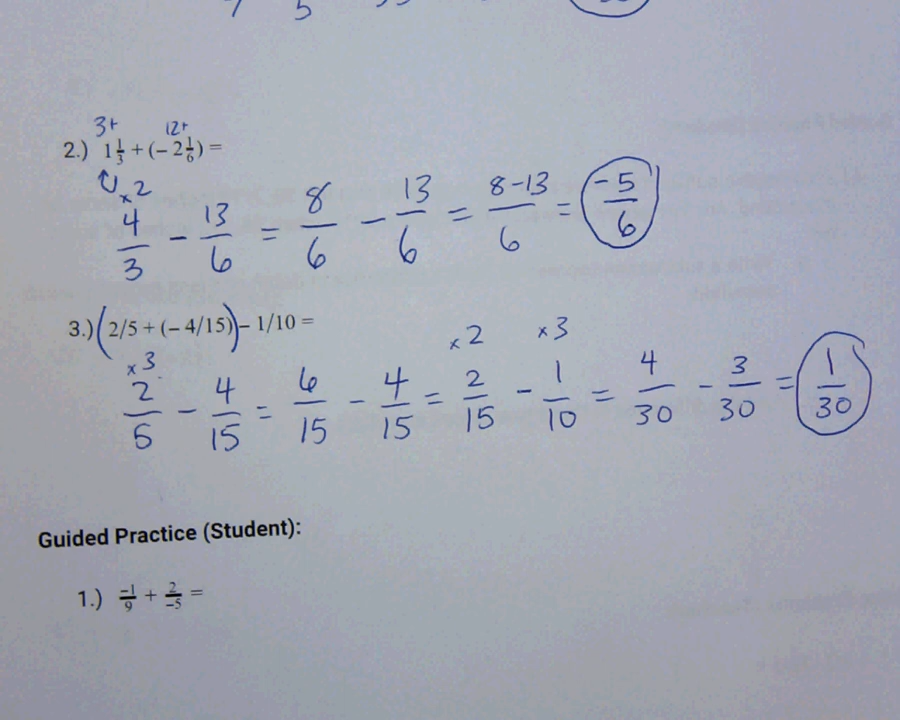 3+ 12+
2.) 1 1/3 + (- 2 1/6) =
×2
4/3 - 13/6 = 8/6 - 13/6 = 8-13/6 = -5/6
3.) (2/5 + (- 4/15)) - 1/10 =
×3 ×2 ×3
2/5 - 4/15 = 6/15 - 4/15 = 2/15 - 1/10 = 4/30 - 3/30 = 1/30
Guided Practice (Student):
1.) -1/9 + 2/-5 =